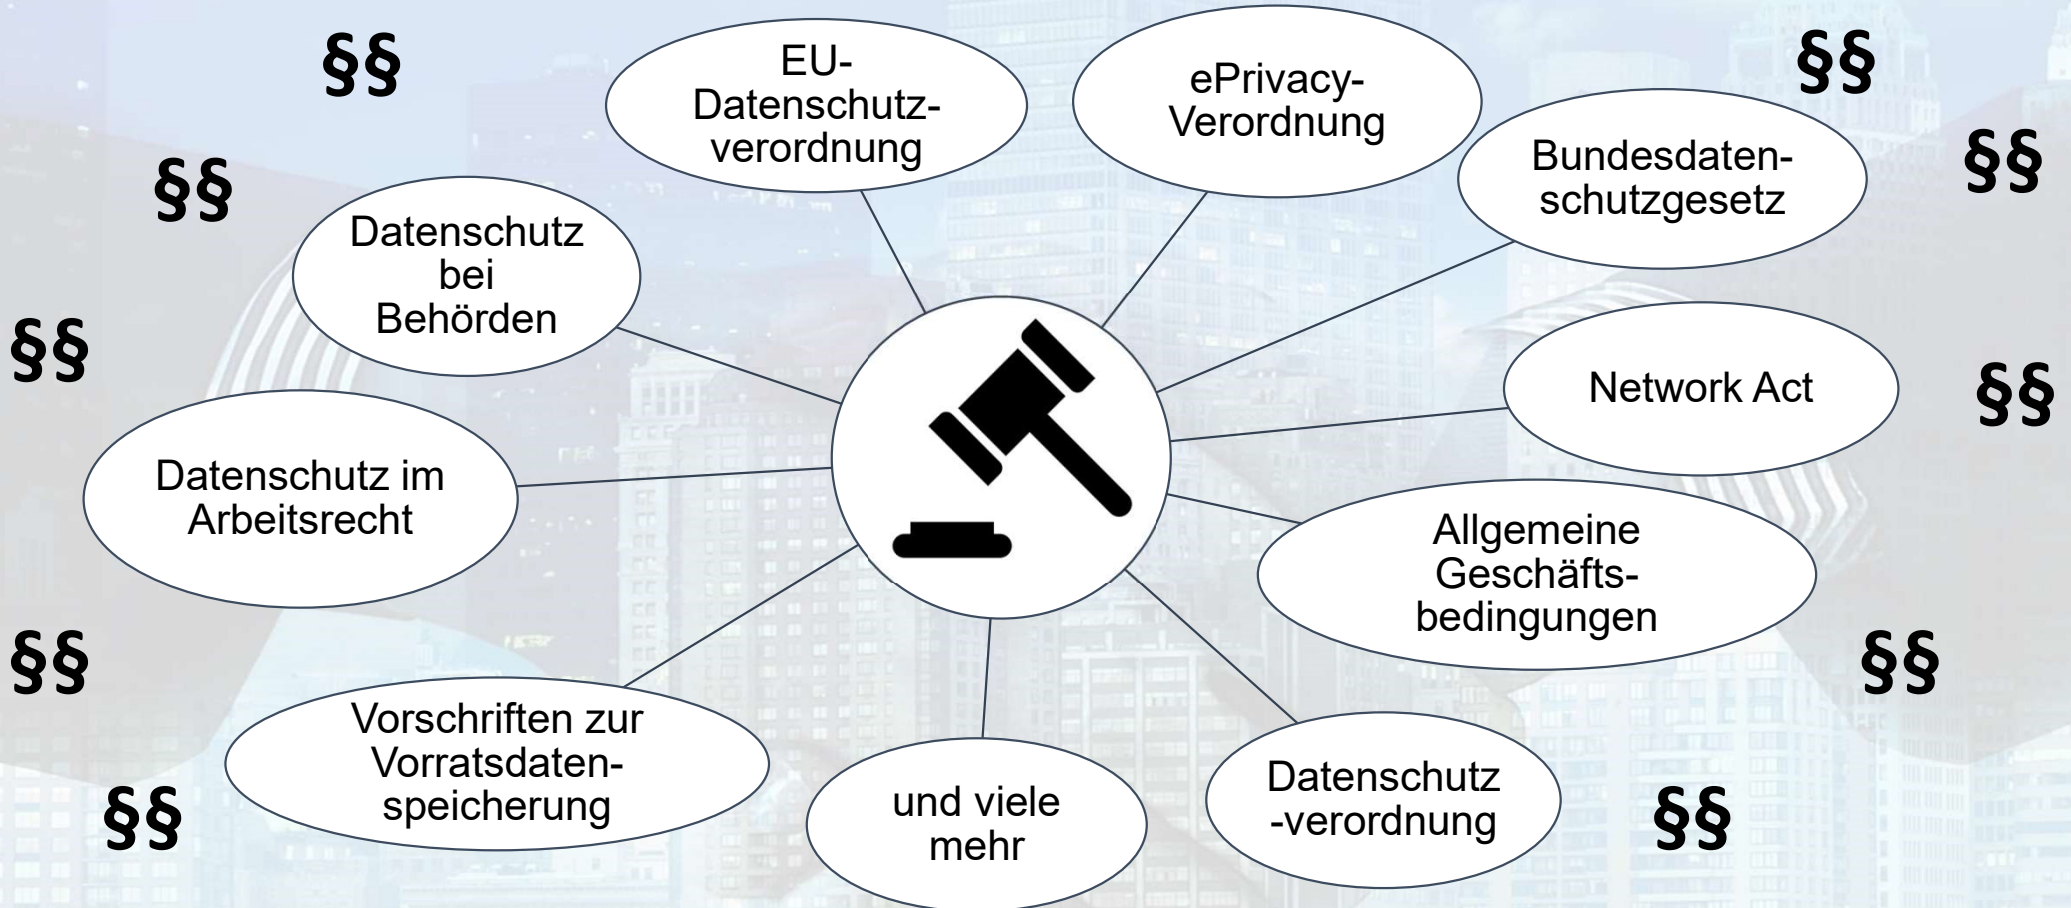 §§
EU-
Datenschutz-
verordnung
ePrivacy-
Verordnung
§§
Bundesdaten-
schutzgesetz
§§
§§
Datenschutz
bei
Behörden
§§
Network Act
§§
Datenschutz im
Arbeitsrecht
Allgemeine
Geschäfts-
bedingungen
§§
§§
Vorschriften zur
Vorratsdaten-
speicherung
§§
und viele
mehr
Datenschutz
-verordnung
§§